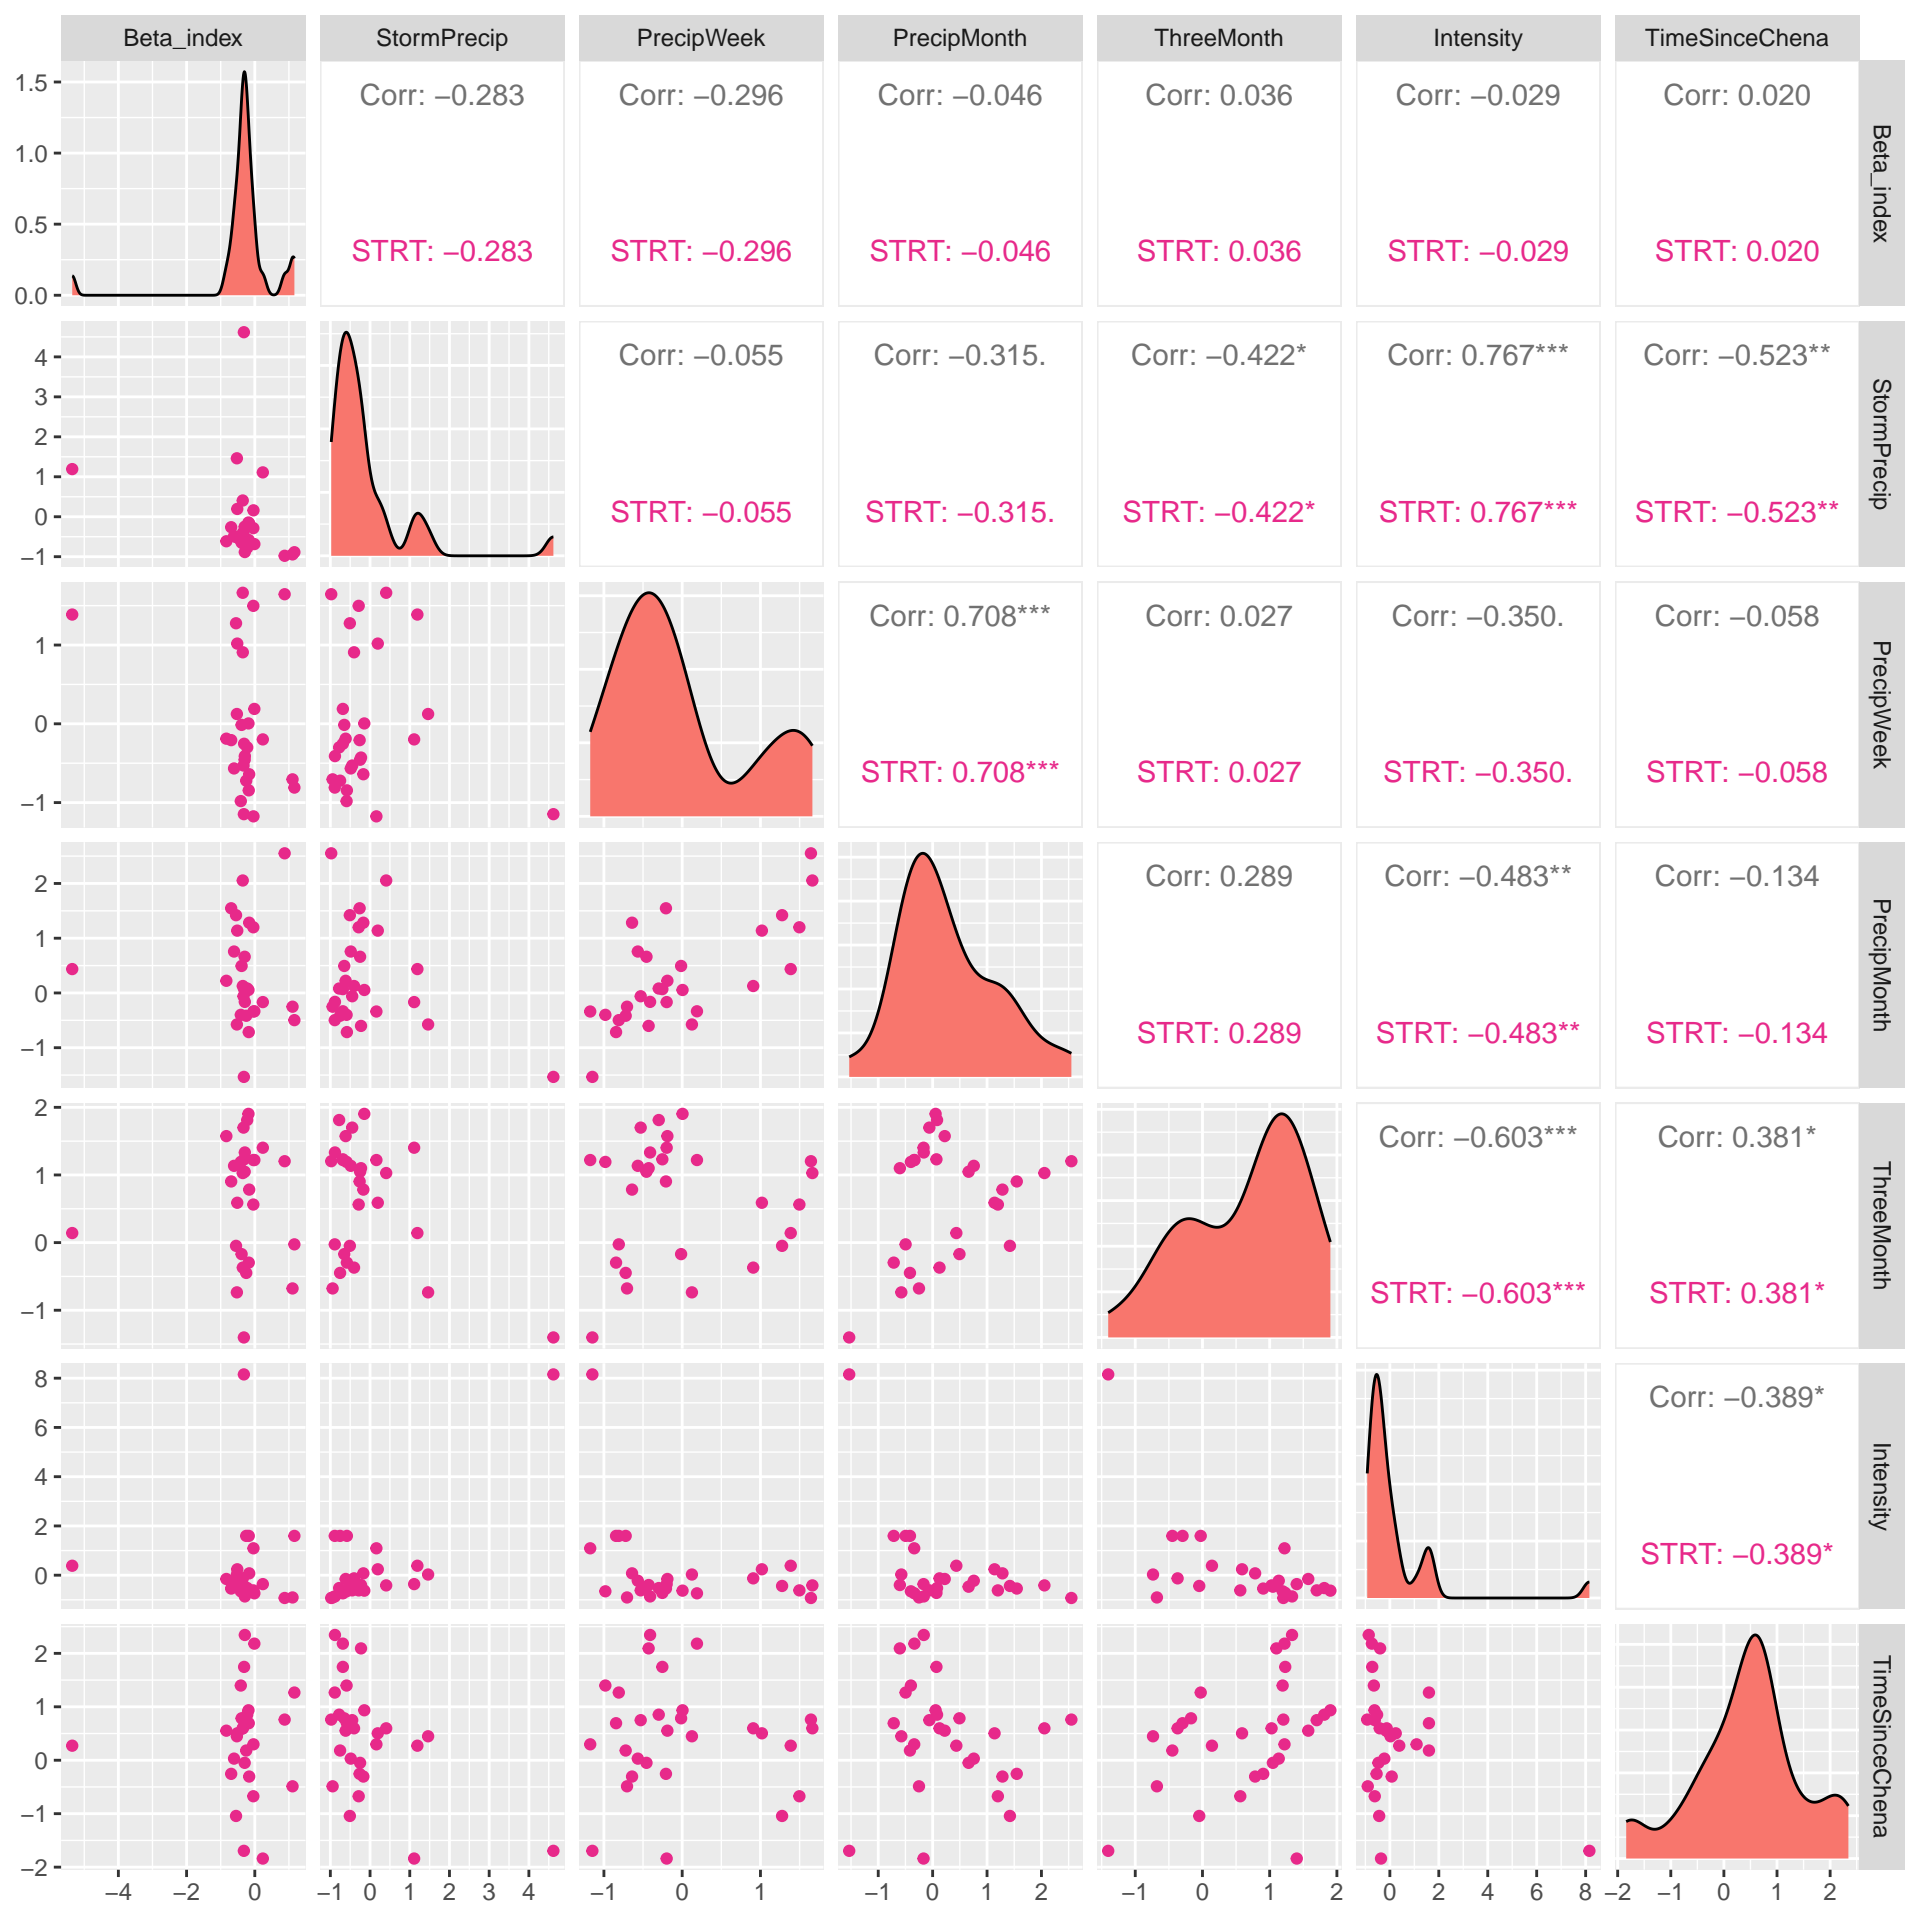 Beta_index StormPrecip PrecipWeek PrecipMonth ThreeMonth Intensity TimeSinceChena
1.5
1.0
0.5
0.0
Corr: −0.283 Corr: −0.296 Corr: −0.046 Corr: 0.036 Corr: −0.029 Corr: 0.020
STRT: −0.283 STRT: −0.296 STRT: −0.046 STRT: 0.036 STRT: −0.029 STRT: 0.020
Beta_index
4
3
2
1
0
−1
Corr: −0.055 Corr: −0.315. Corr: −0.422* Corr: 0.767*** Corr: −0.523**
STRT: −0.055 STRT: −0.315. STRT: −0.422* STRT: 0.767*** STRT: −0.523**
StormPrecip
1
0
−1
Corr: 0.708*** Corr: 0.027 Corr: −0.350. Corr: −0.058
STRT: 0.708*** STRT: 0.027 STRT: −0.350. STRT: −0.058
PrecipWeek
2
1
0
−1
Corr: 0.289 Corr: −0.483** Corr: −0.134
STRT: 0.289 STRT: −0.483** STRT: −0.134
PrecipMonth
2
1
0
−1
Corr: −0.603*** Corr: 0.381*
STRT: −0.603*** STRT: 0.381*
ThreeMonth
8
6
4
2
0
Corr: −0.389*
STRT: −0.389*
Intensity
2
1
0
−1
−2
TimeSinceChena
−4 −2 0 −1 0 1 2 3 4 −1 0 1 −1 0 1 2 −1 0 1 2 0 2 4 6 8 −2 −1 0 1 2